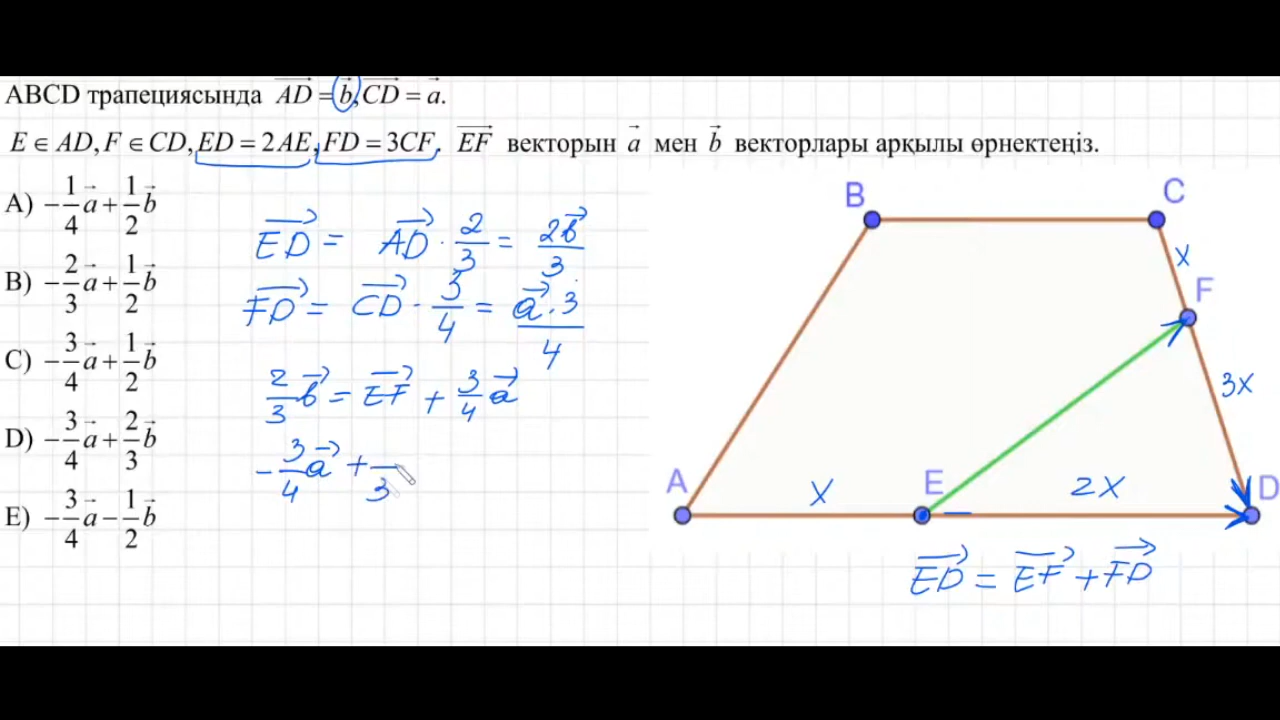 ABCD трапециясында AD⃗ = b⃗, CD⃗ = a⃗.
E ∈ AD, F ∈ CD, ED = 2AE, FD = 3CF. EF⃗ векторын a⃗ мен b⃗ векторлары арқылы өрнектеңіз.
A) -1/4 a⃗ + 1/2 b⃗
B) -2/3 a⃗ + 1/2 b⃗
C) -3/4 a⃗ + 1/2 b⃗
D) -3/4 a⃗ + 2/3 b⃗
E) -3/4 a⃗ - 1/2 b⃗
ED⃗ = AD⃗ · 2/3 = 2b⃗/3
FD⃗ = CD⃗ · 3/4 = a⃗·3/4
2/3 b⃗ = EF⃗ + 3/4 a⃗
-3/4 a⃗ + /3
B
C
x
F
3x
A
x
E
2x
D
ED⃗ = EF⃗ + FD⃗